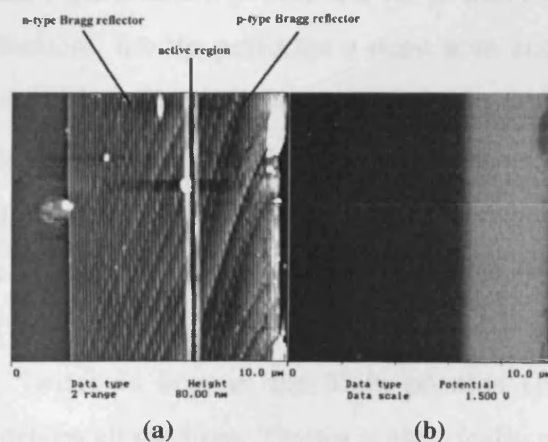 n-type Bragg reflector
p-type Bragg reflector
active region
0
10.0 μm
0
10.0 μm
Data type Height
2 range 80.00 nm
Data type Potential
Data scale 1.500 V
(a)
(b)